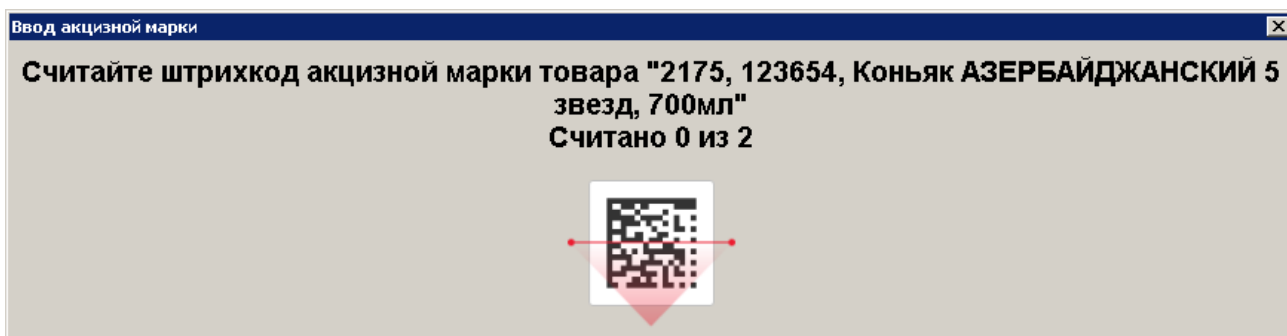 Ввод акцизной марки
Считайте штрихкод акцизной марки товара "2175, 123654, Коньяк АЗЕРБАЙДЖАНСКИЙ 5
звезд, 700мл"
Считано 0 из 2